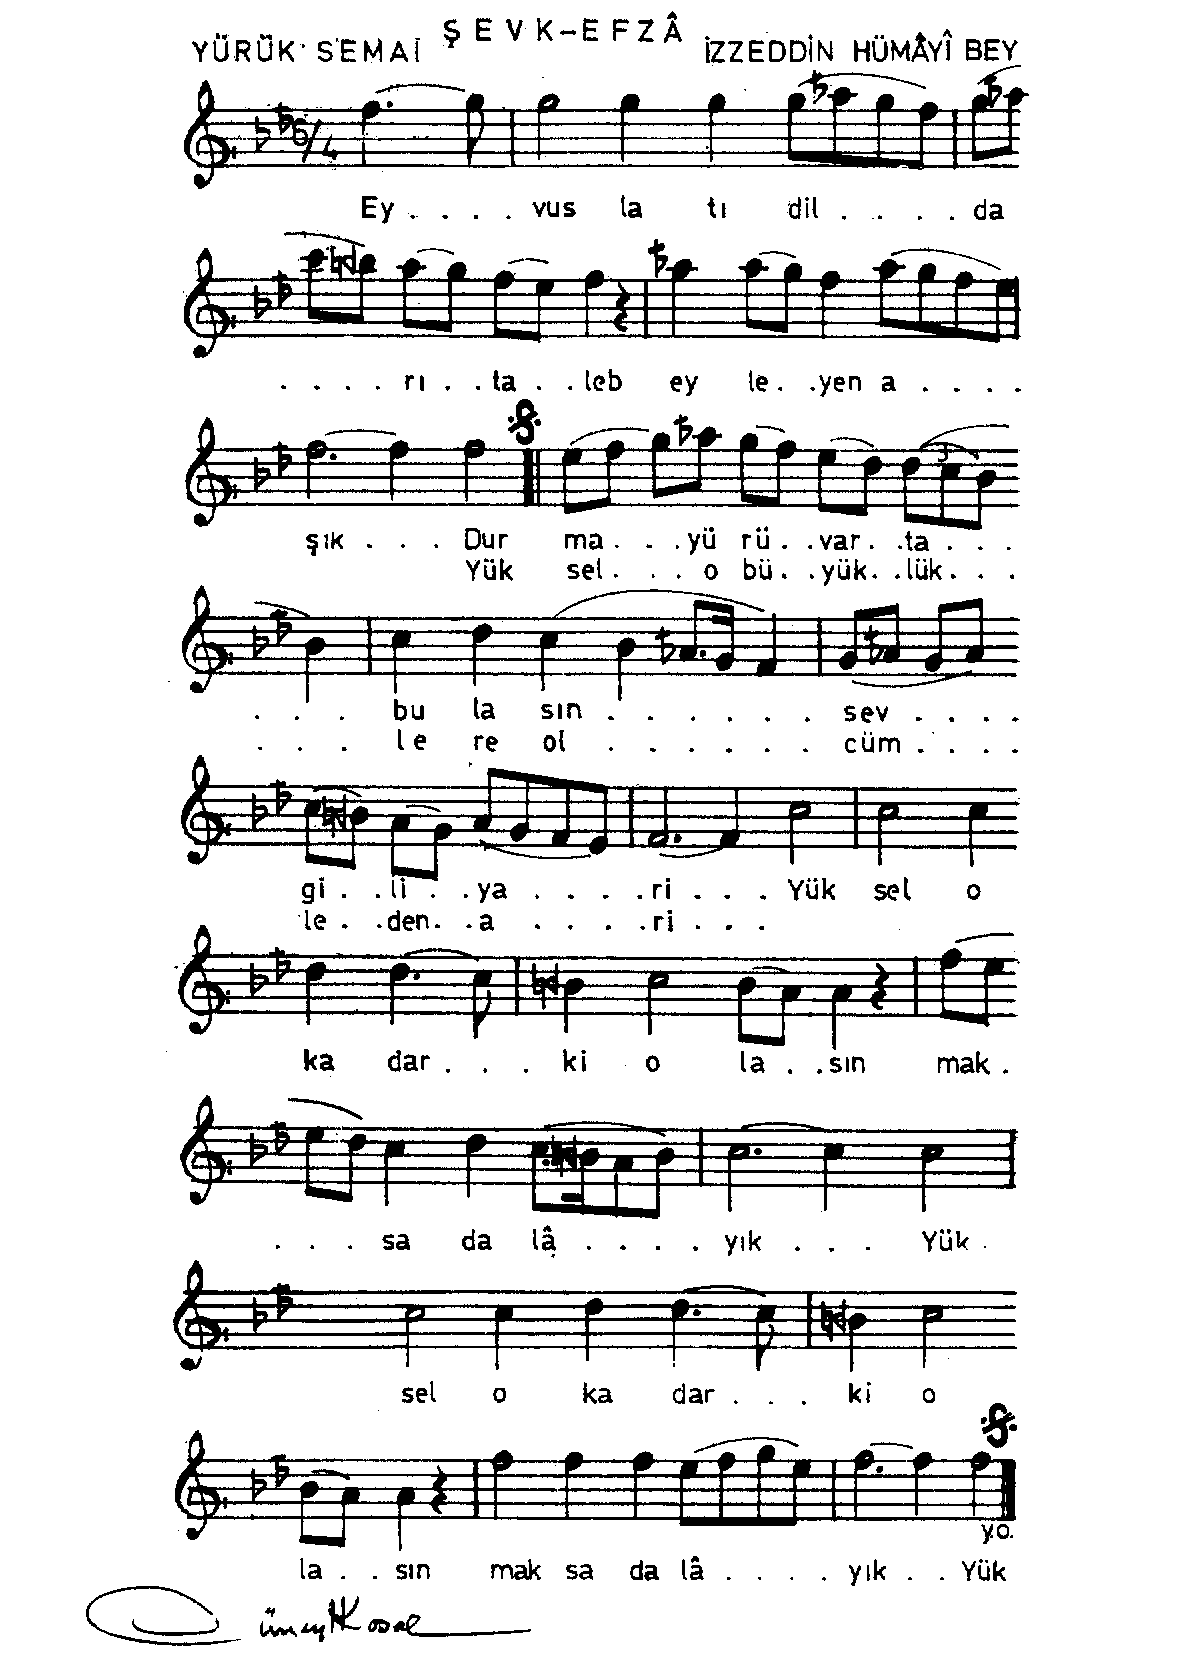 ŞEVK-EFZÂ
YÜRÜK SEMAİ İZZEDDİN HÜMÂYÎ BEY
6/4
Ey . . . . vus la tı dil . . . . da
. . . . rı . . ta . . leb ey le . . yen a . . . .
3
şık . . . Dur ma . . . yü rü . . var . . ta . . .
Yük sel . . . o bü . . yük . . lük . . .
. . . bu la sın . . . . . . sev . . . .
. . . le re ol . . . . . . cüm . . . .
gi . . li . . ya . . . . ri . . . Yük sel o
le . . den . . a . . . . ri . . .
ka dar . . . ki o la . . sın mak .
. . . sa da lâ . . . . yık . . . Yük .
sel o ka dar . . . ki o
y.o.
la . . sın mak sa da lâ . . . . yık . . Yük